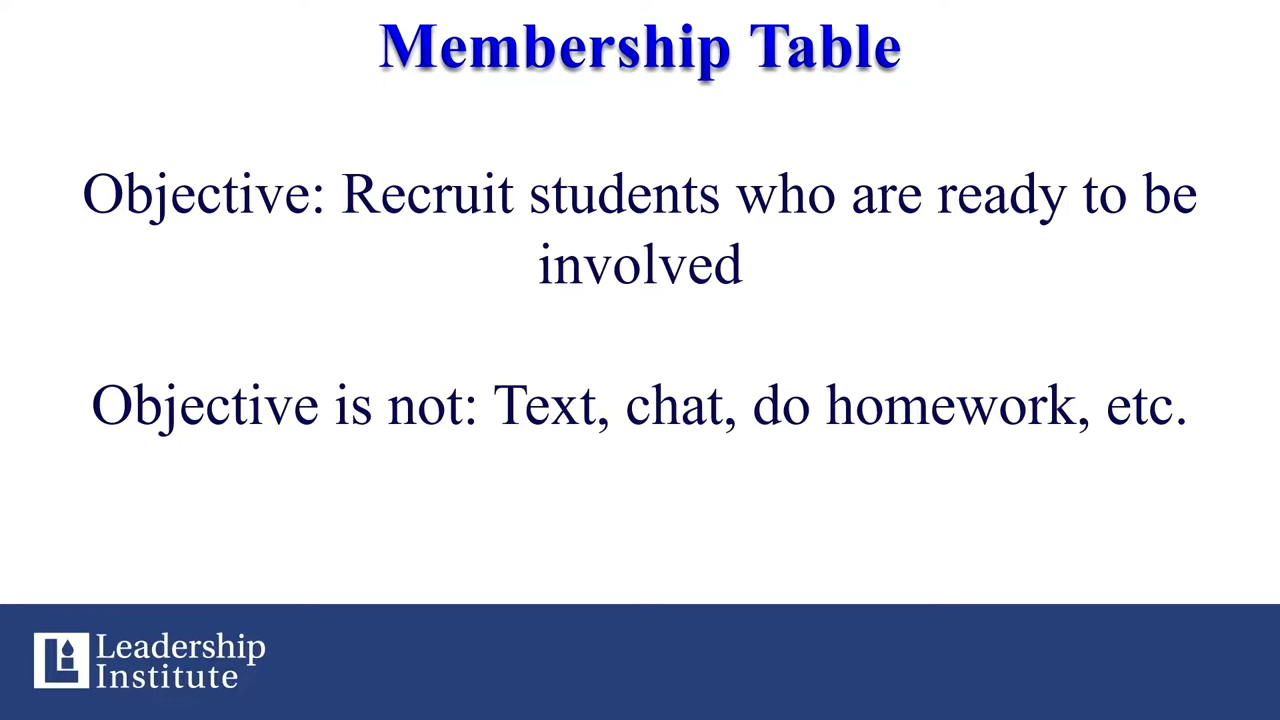 Membership Table
Objective: Recruit students who are ready to be
involved
Objective is not: Text, chat, do homework, etc.
Leadership
Institute